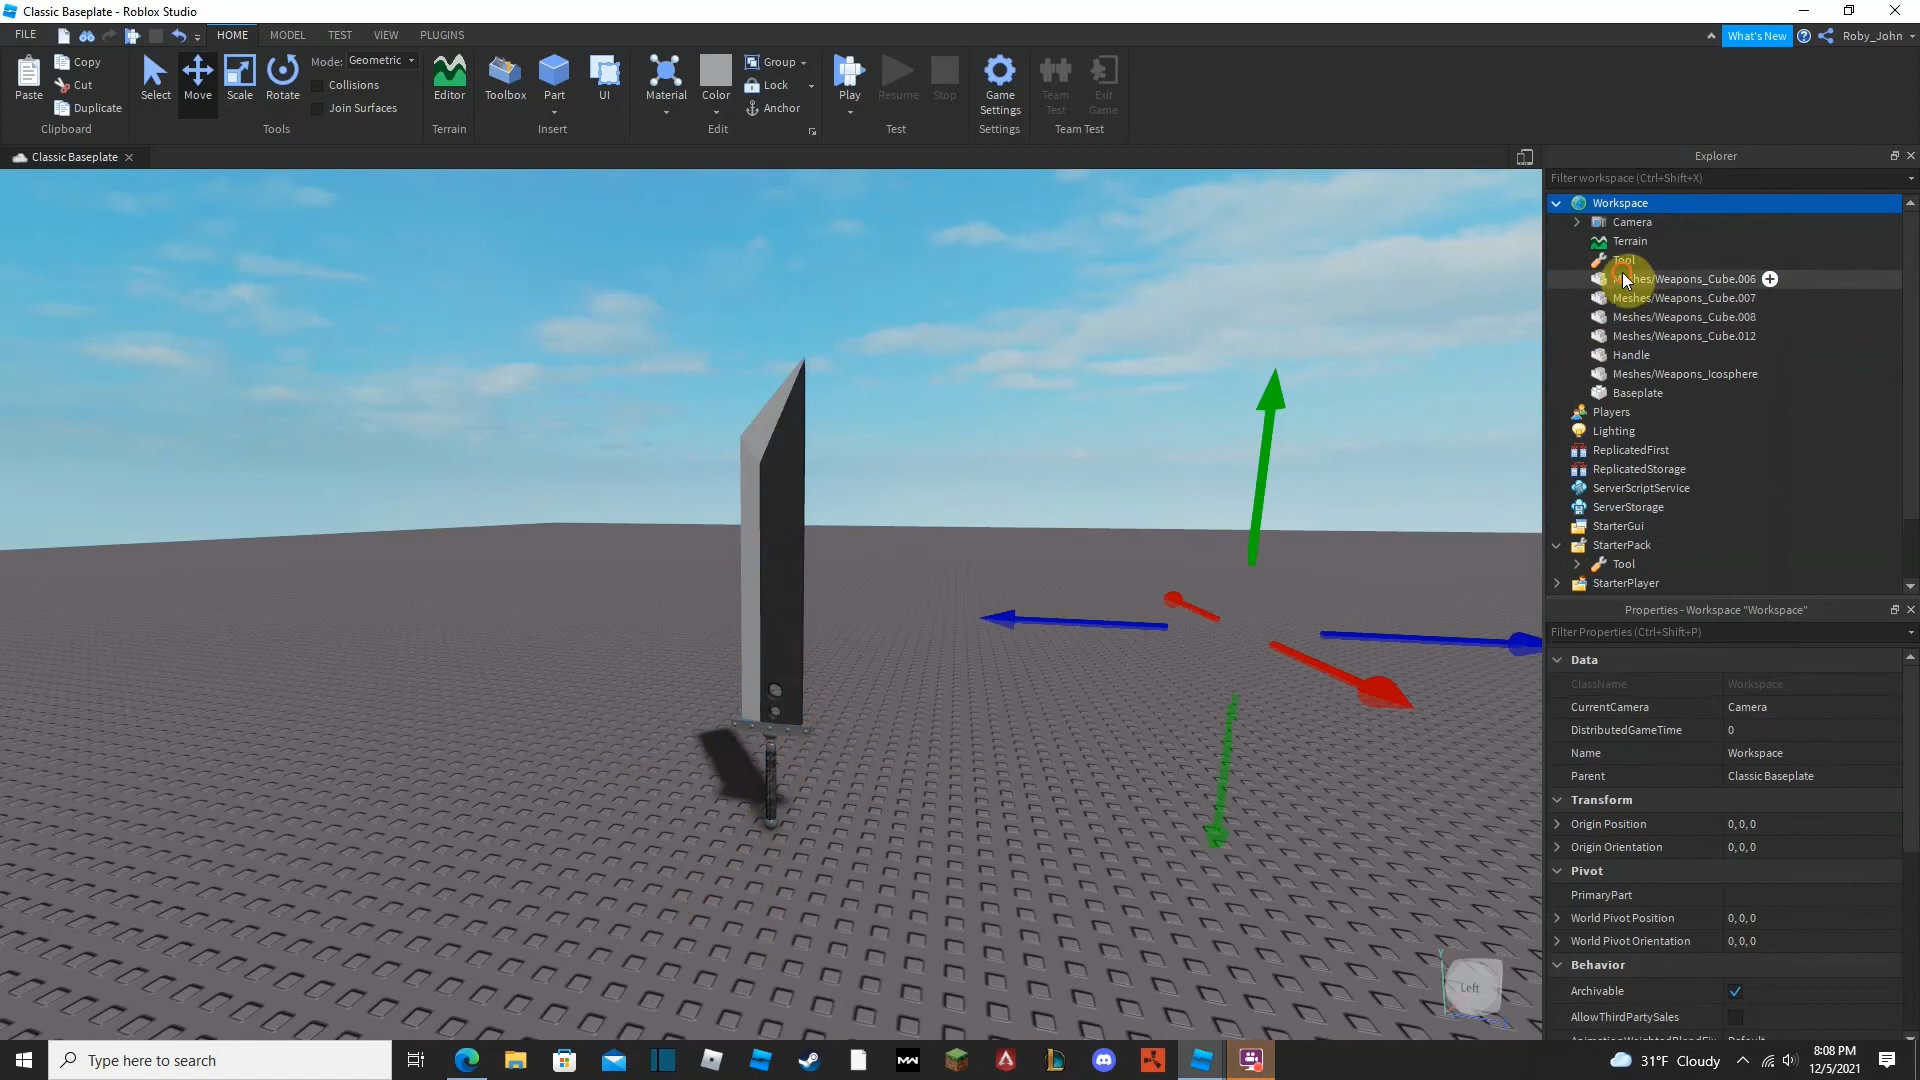 Classic Baseplate - Roblox Studio
FILE
HOME
MODEL
TEST
VIEW
PLUGINS
What's New
Roby_John
Paste
Copy
Cut
Duplicate
Clipboard
Select
Move
Scale
Rotate
Mode: Geometric
Collisions
Join Surfaces
Tools
Editor
Terrain
Toolbox
Part
UI
Insert
Material
Color
Group
Lock
Anchor
Edit
Play
Resume
Stop
Test
Game Settings
Settings
Team Test
Exit Game
Team Test
Classic Baseplate
Explorer
Filter workspace (Ctrl+Shift+X)
Workspace
Camera
Terrain
Tool
Meshes/Weapons_Cube.006
Meshes/Weapons_Cube.007
Meshes/Weapons_Cube.008
Meshes/Weapons_Cube.012
Handle
Meshes/Weapons_Icosphere
Baseplate
Players
Lighting
ReplicatedFirst
ReplicatedStorage
ServerScriptService
ServerStorage
StarterGui
StarterPack
Tool
StarterPlayer
Properties - Workspace "Workspace"
Filter Properties (Ctrl+Shift+P)
Data
ClassName Workspace
CurrentCamera Camera
DistributedGameTime 0
Name Workspace
Parent Classic Baseplate
Transform
Origin Position 0, 0, 0
Origin Orientation 0, 0, 0
Pivot
PrimaryPart
World Pivot Position 0, 0, 0
World Pivot Orientation 0, 0, 0
Behavior
Archivable
AllowThirdPartySales
Left
Type here to search
31°F Cloudy
8:08 PM
12/5/2021